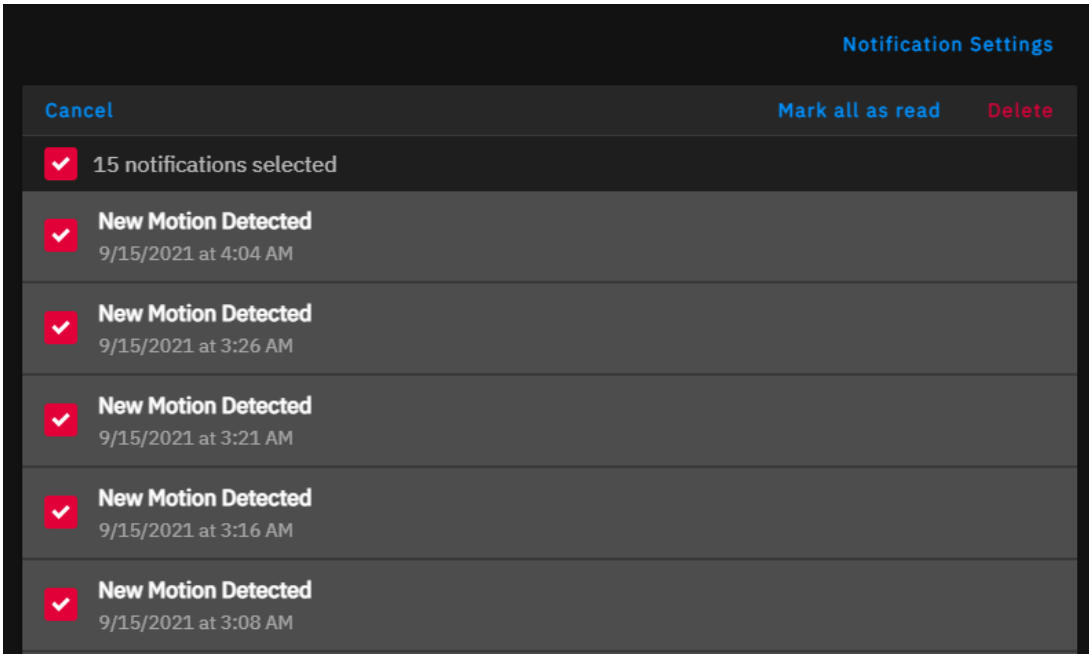 Notification Settings
Cancel Mark all as read Delete
15 notifications selected
New Motion Detected
9/15/2021 at 4:04 AM
New Motion Detected
9/15/2021 at 3:26 AM
New Motion Detected
9/15/2021 at 3:21 AM
New Motion Detected
9/15/2021 at 3:16 AM
New Motion Detected
9/15/2021 at 3:08 AM